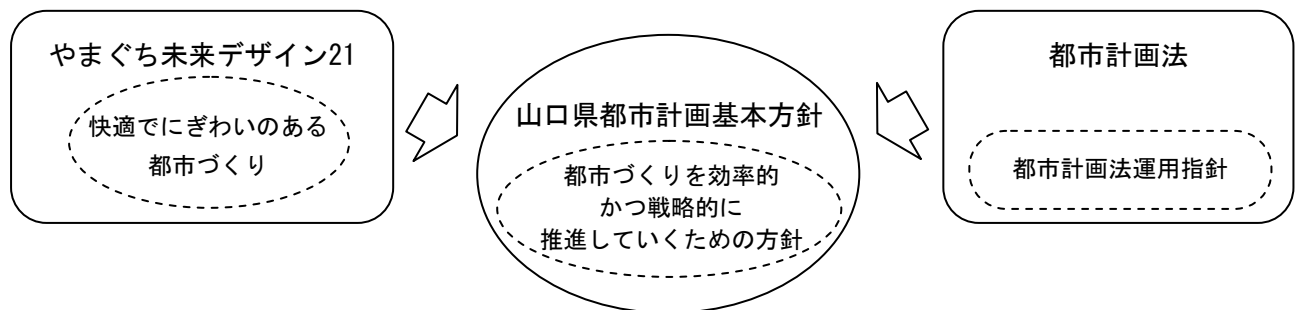 やまぐち未来デザイン21
快適でにぎわいのある
都市づくり
山口県都市計画基本方針
都市づくりを効率的
かつ戦略的に
推進していくための方針
都市計画法
都市計画法運用指針